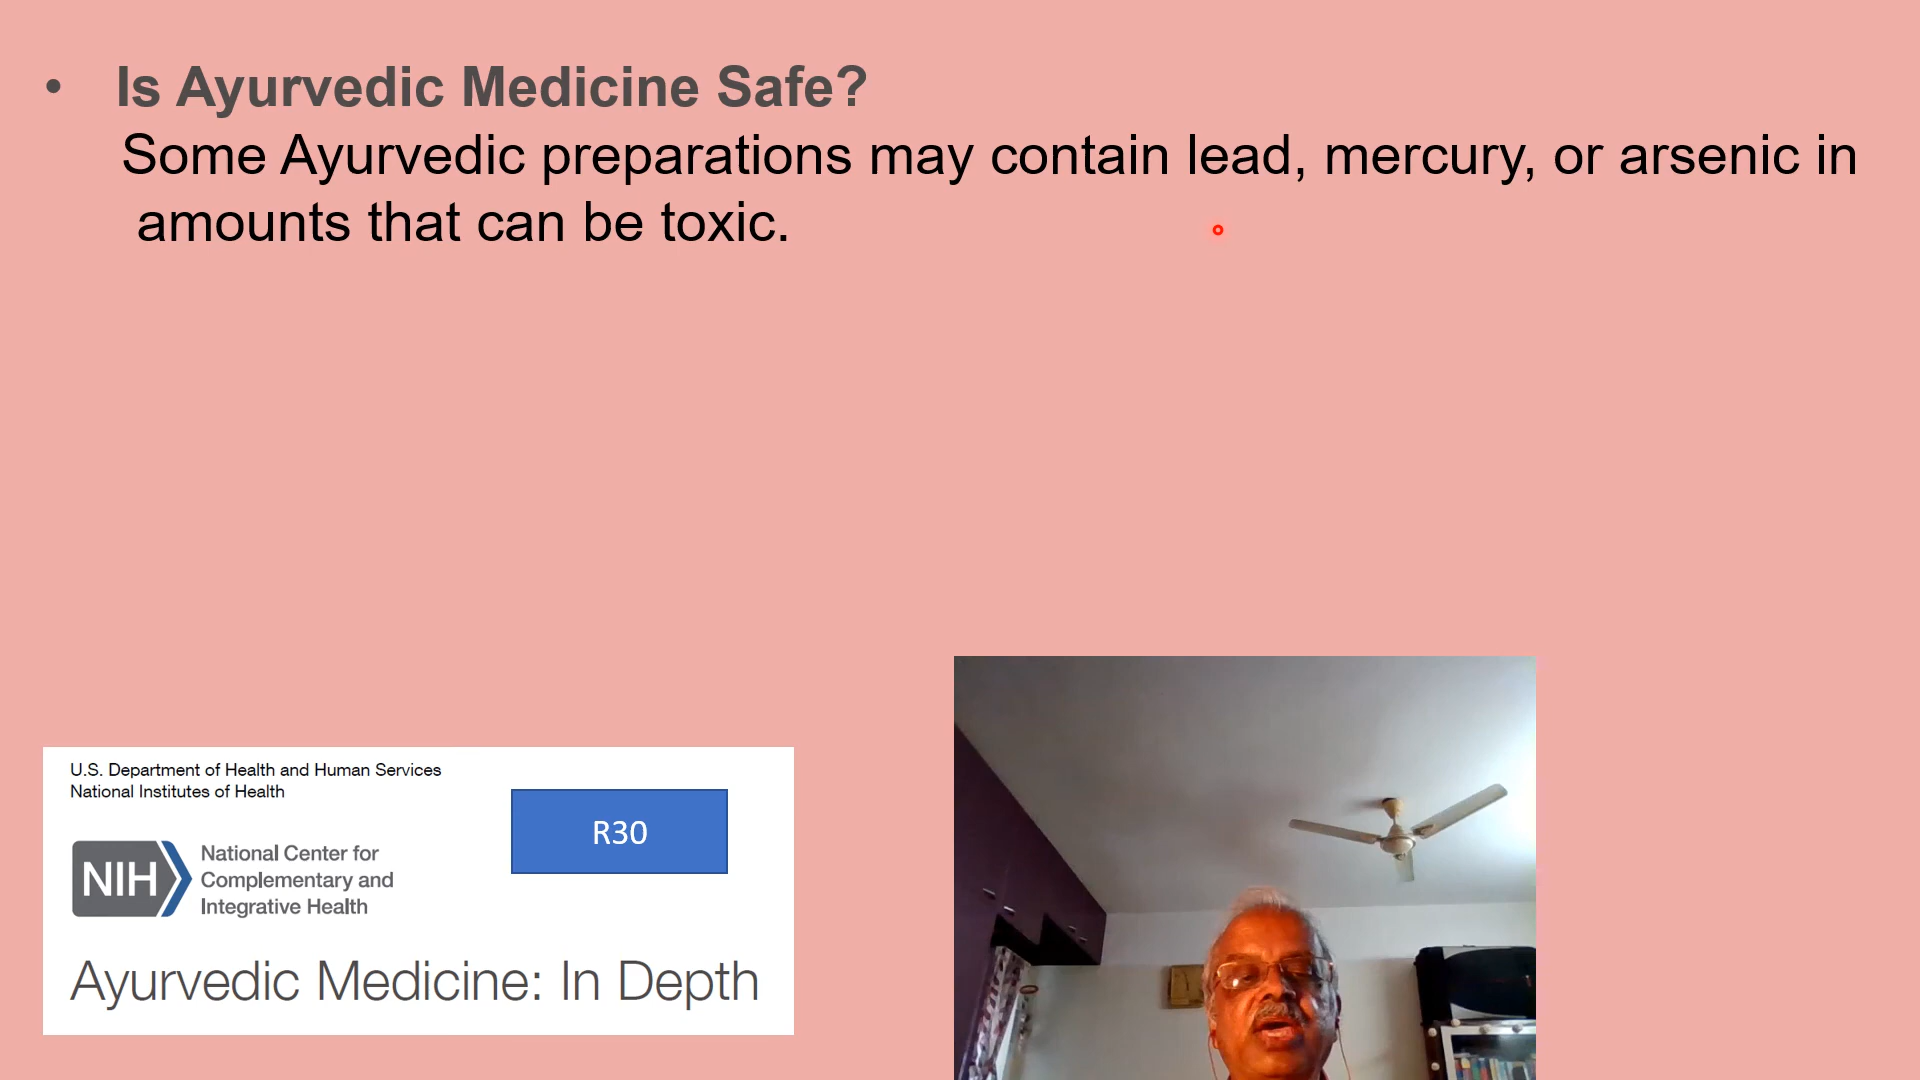 • Is Ayurvedic Medicine Safe?
Some Ayurvedic preparations may contain lead, mercury, or arsenic in
amounts that can be toxic.
U.S. Department of Health and Human Services
National Institutes of Health
R30
NIH
National Center for
Complementary and
Integrative Health
Ayurvedic Medicine: In Depth